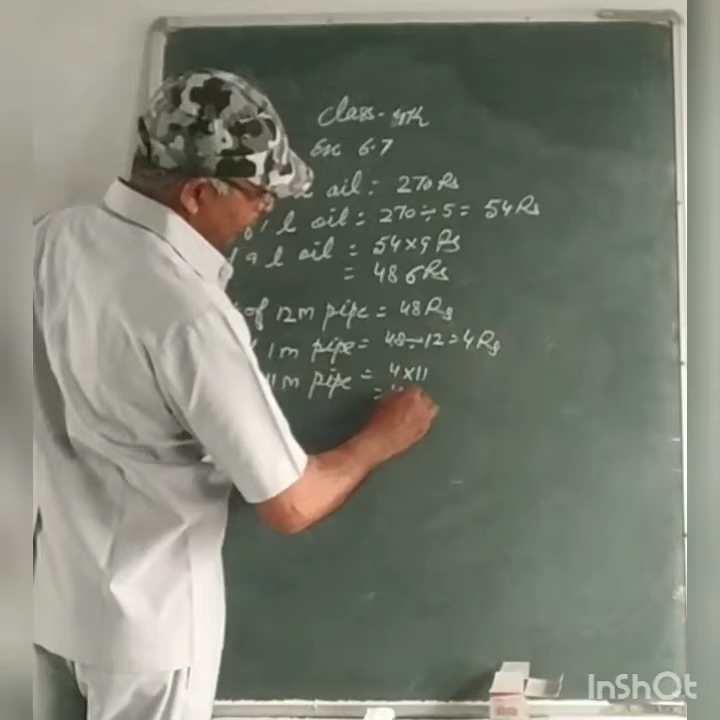 Class - 4th
Ex 6.7
l oil = 270 Rs
1 l oil = 270 ÷ 5 = 54 Rs
9 l oil = 54 × 9 Rs
= 486 Rs
of 12m pipe = 48 Rs
1m pipe = 48 ÷ 12 = 4 Rs
11m pipe = 4 × 11
=
InShOt